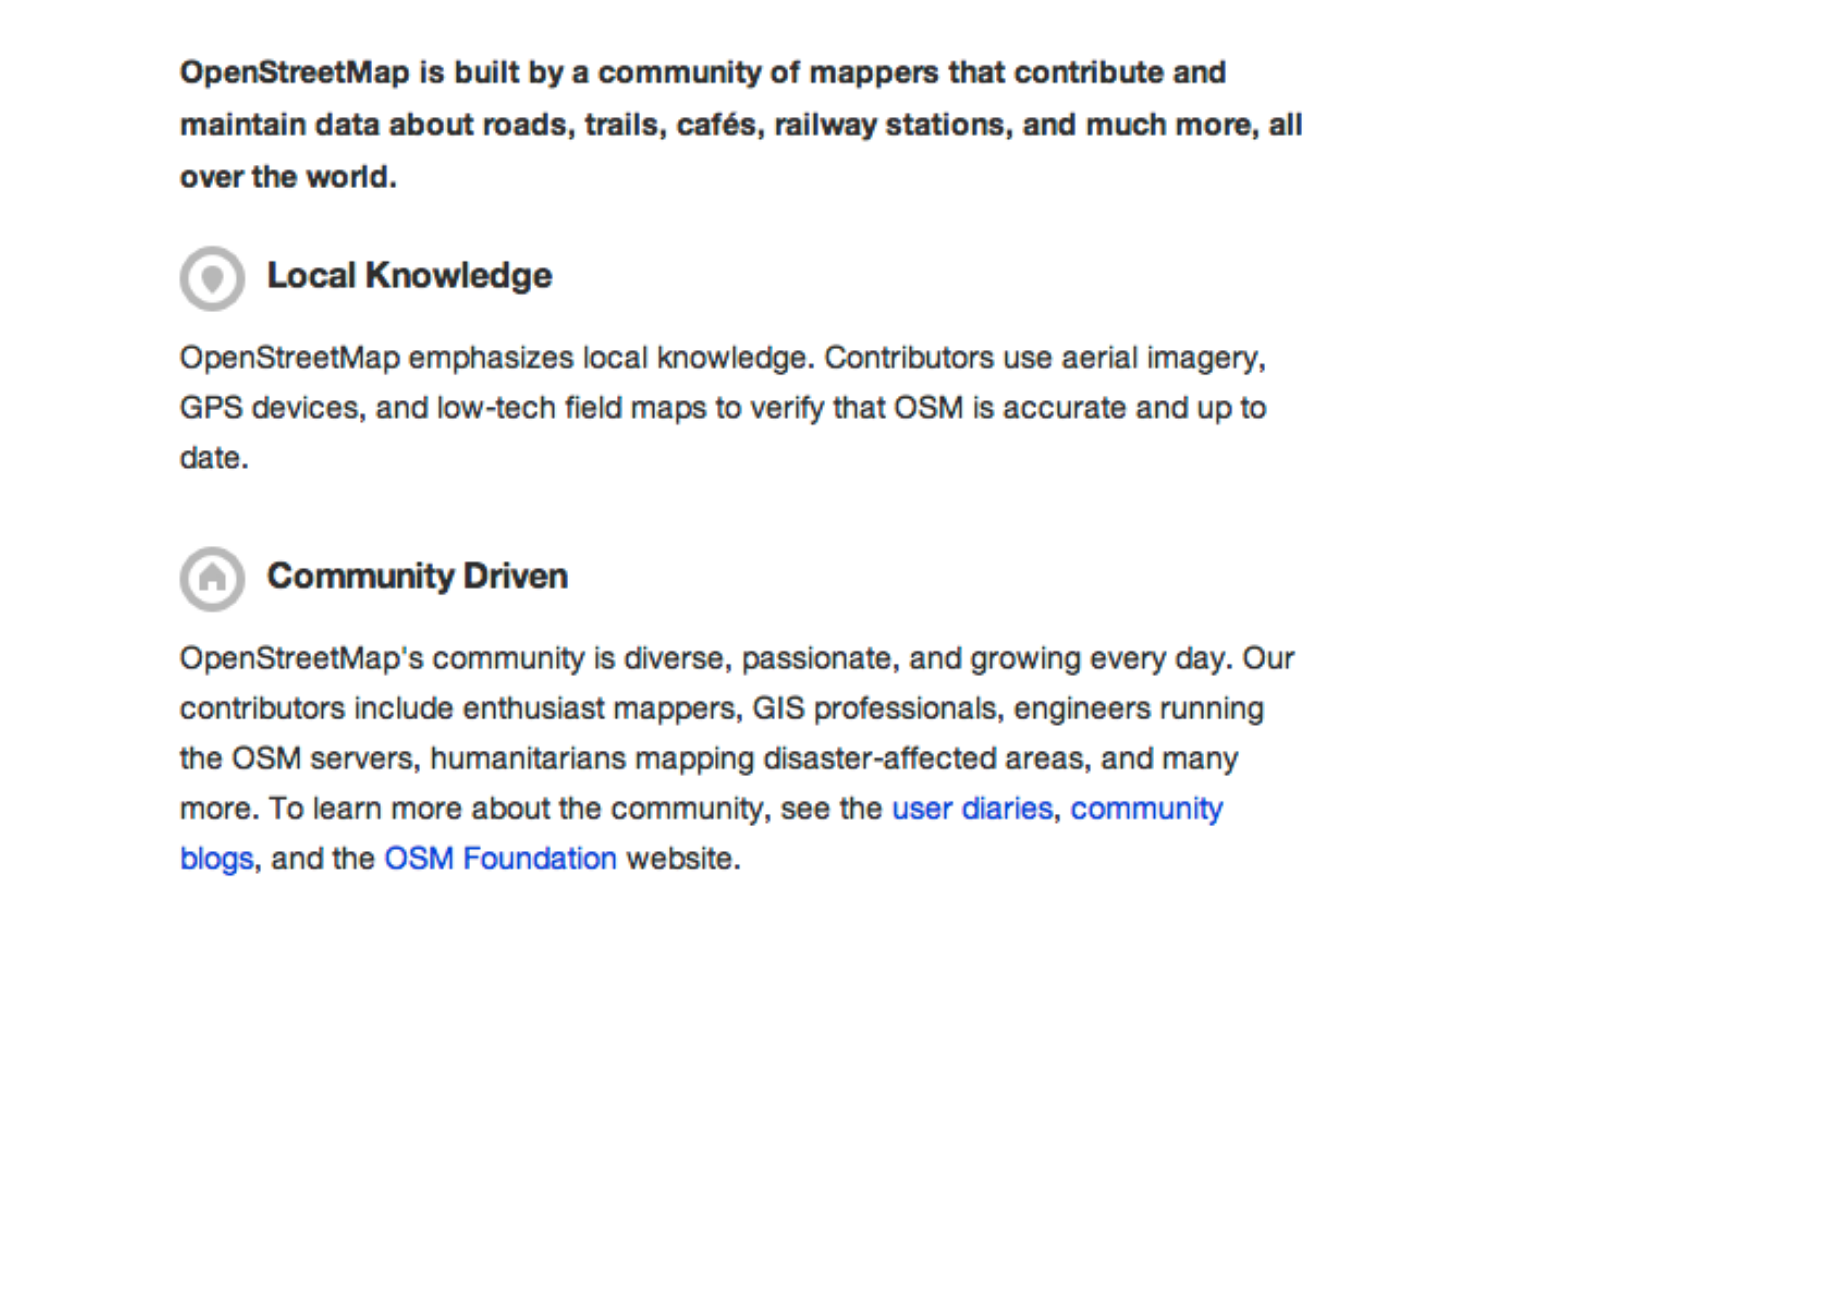 OpenStreetMap is built by a community of mappers that contribute and
maintain data about roads, trails, cafés, railway stations, and much more, all
over the world.
Local Knowledge
OpenStreetMap emphasizes local knowledge. Contributors use aerial imagery,
GPS devices, and low-tech field maps to verify that OSM is accurate and up to
date.
Community Driven
OpenStreetMap's community is diverse, passionate, and growing every day. Our
contributors include enthusiast mappers, GIS professionals, engineers running
the OSM servers, humanitarians mapping disaster-affected areas, and many
more. To learn more about the community, see the user diaries, community
blogs, and the OSM Foundation website.